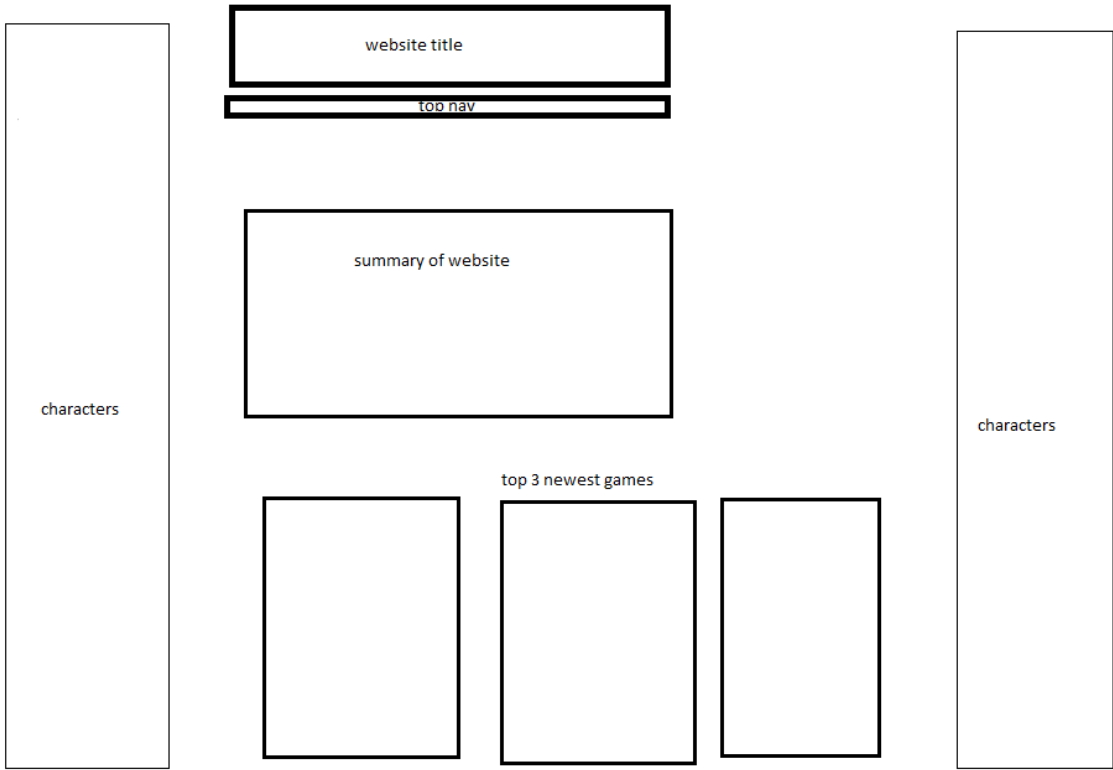 website title
top nav
summary of website
characters
characters
top 3 newest games